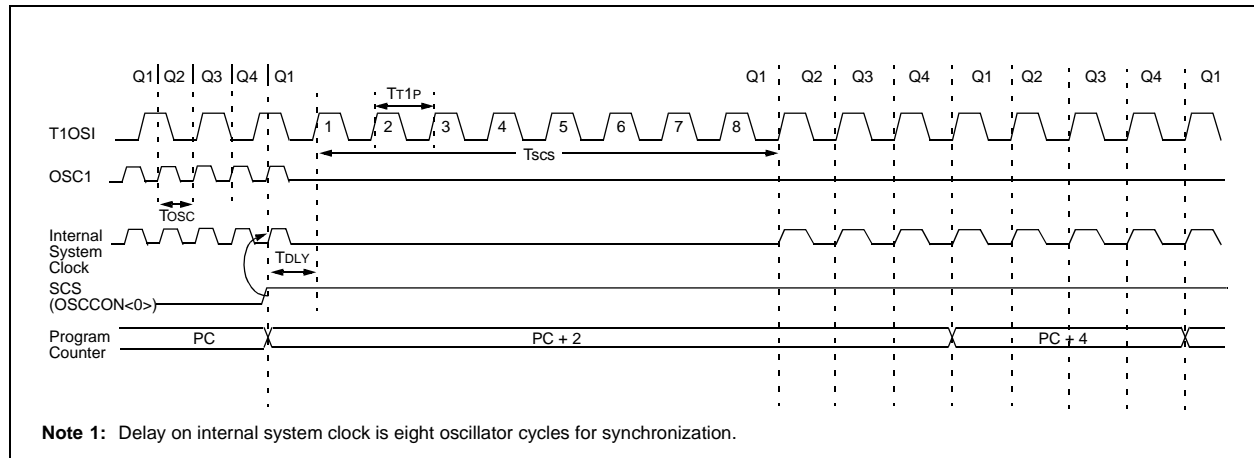 Q1 Q2 Q3 Q4 Q1 Q1 Q2 Q3 Q4 Q1 Q2 Q3 Q4 Q1
TT1P
T1OSI 1 2 3 4 5 6 7 8
TSCS
OSC1
TOSC
Internal
System
Clock
TDLY
SCS
(OSCCON<0>)
Program
Counter
PC PC + 2 PC + 4
Note 1: Delay on internal system clock is eight oscillator cycles for synchronization.